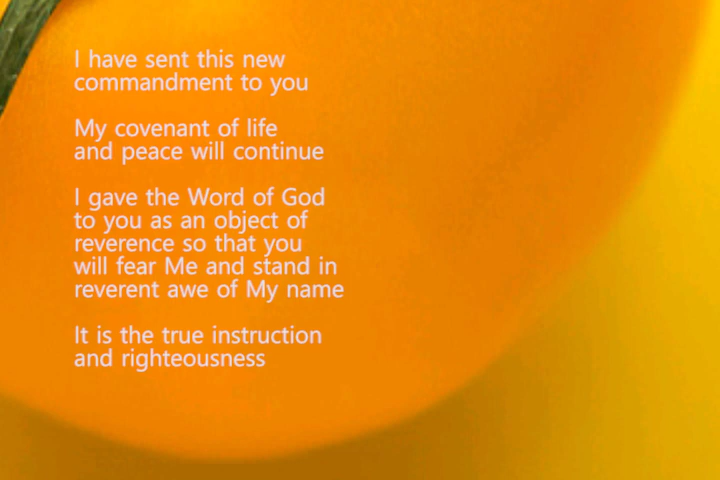 I have sent this new
commandment to you
My covenant of life
and peace will continue
I gave the Word of God
to you as an object of
reverence so that you
will fear Me and stand in
reverent awe of My name
It is the true instruction
and righteousness